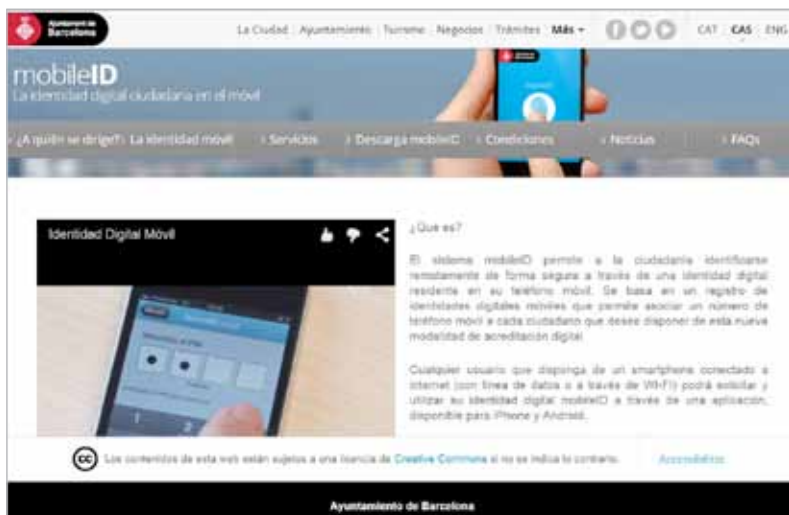 Ajuntament de Barcelona
La Ciudad Ayuntamiento Turisme Negocios Trámites Más CAT CAS ENG
mobileID
La identidad digital ciudadana en el móvil
¿A quién se dirige? La identidad móvil Servicios Descarga mobileID Condiciones Noticias FAQs
Identidad Digital Móvil
¿Que es?
El sistema mobileID permite a la ciudadanía identificarse
remotamente de forma segura a través de una identidad digital
residente en su teléfono móvil. Se basa en un registro de
identidades digitales móviles que permite asociar un número de
teléfono móvil a cada ciudadano que desee disponer de esta nueva
modalidad de acreditación digital.
Cualquier usuario que disponga de un smartphone conectado a
internet (con línea de datos o a través de WI-FI) podrá solicitar y
utilizar su identidad digital mobileID a través de una aplicación,
disponible para iPhone y Android.
1 2
cc Los contenidos de esta web están sujetos a una licencia de Creative Commons si no se indica lo contrario. Accesibilitat
Ayuntamiento de Barcelona